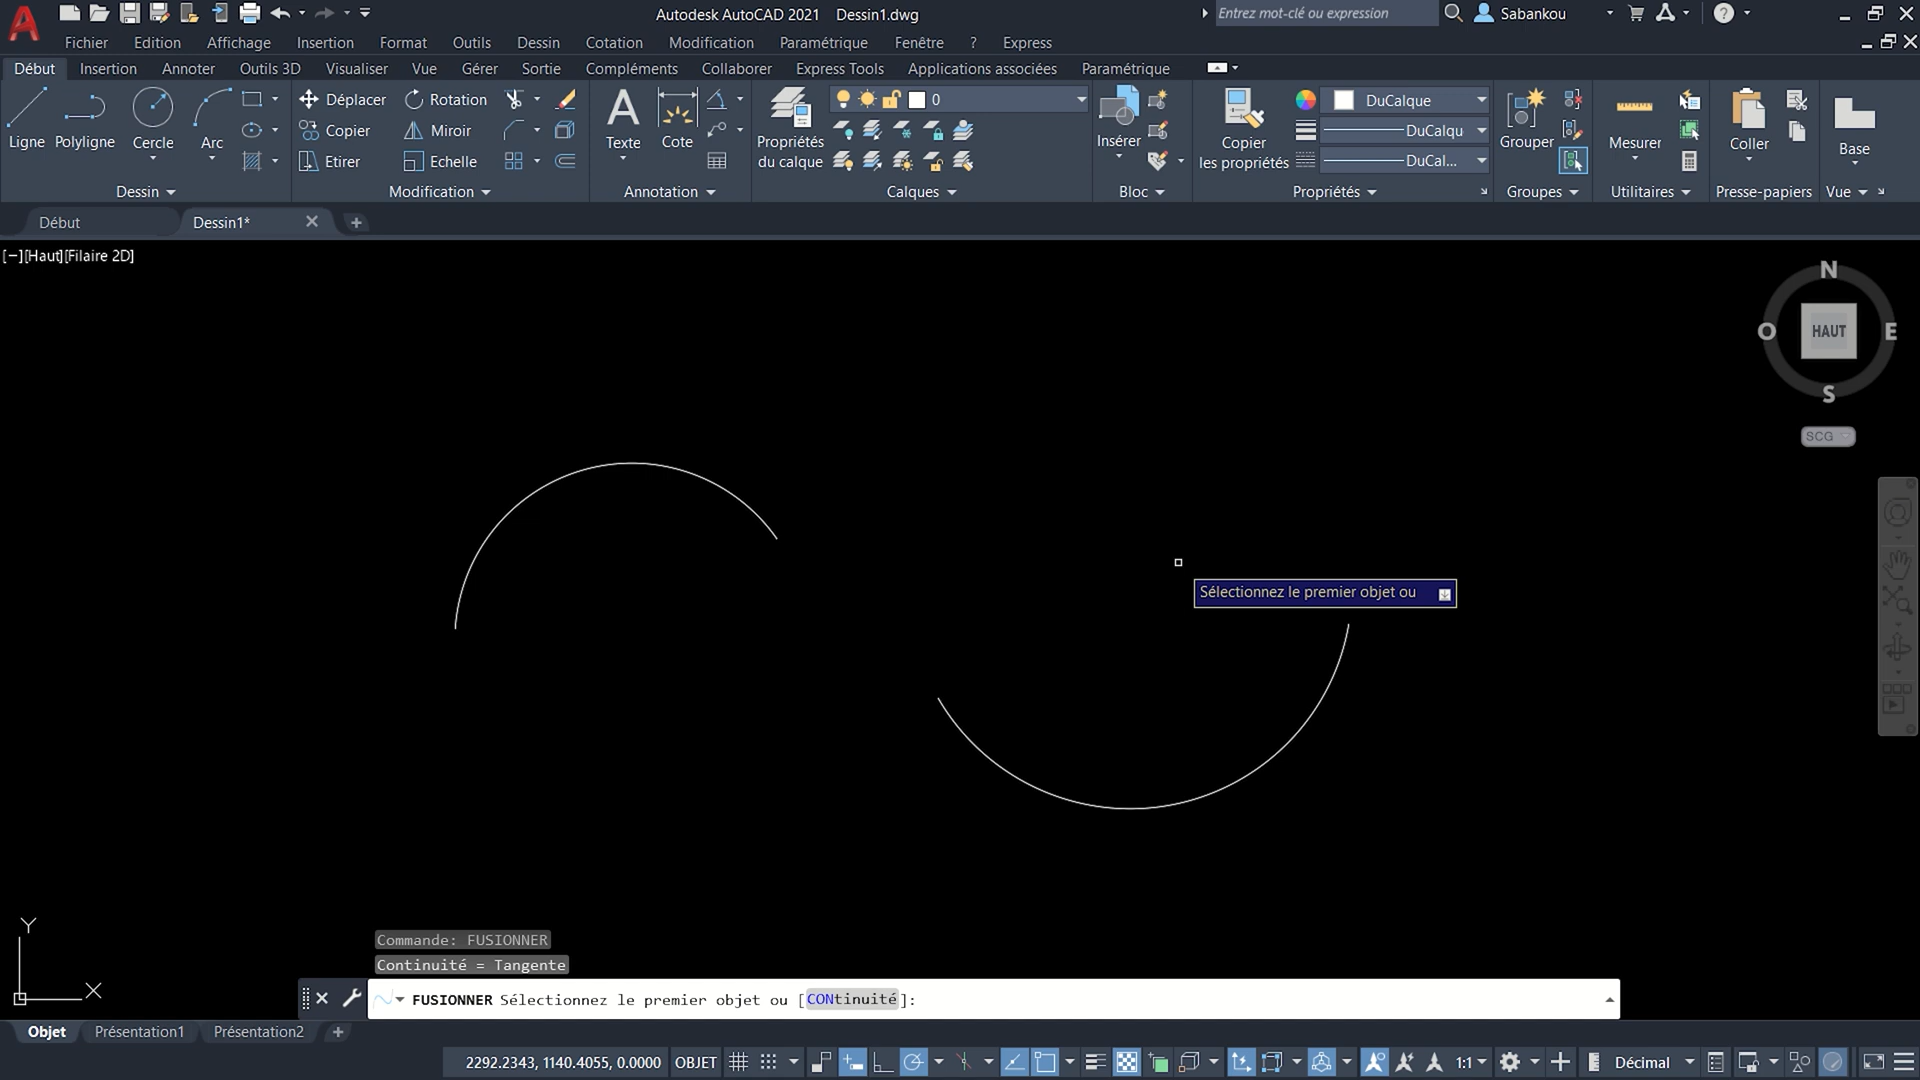 Autodesk AutoCAD 2021 Dessin1.dwg
Entrez mot-clé ou expression
Sabankou
Fichier Edition Affichage Insertion Format Outils Dessin Cotation Modification Paramétrique Fenêtre ? Express
Début Insertion Annoter Outils 3D Visualiser Vue Gérer Sortie Compléments Collaborer Express Tools Applications associées Paramétrique
Déplacer Rotation
0
DuCalque
Copier Miroir
DuCalqu
Ligne Polyligne Cercle Arc
Etirer Echelle
Texte Cote
Propriétés
du calque
Insérer
Copier
les propriétés
DuCal...
Grouper
Mesurer
Coller
Base
Dessin Modification Annotation Calques Bloc Propriétés Groupes Utilitaires Presse-papiers Vue
Début Dessin1*
[−][Haut][Filaire 2D]
N
O HAUT E
S
SCG
Sélectionnez le premier objet ou
Y
X
Commande: FUSIONNER
Continuité = Tangente
FUSIONNER Sélectionnez le premier objet ou [CONtinuité]:
Objet Présentation1 Présentation2
2292.2343, 1140.4055, 0.0000 OBJET 1:1 Décimal